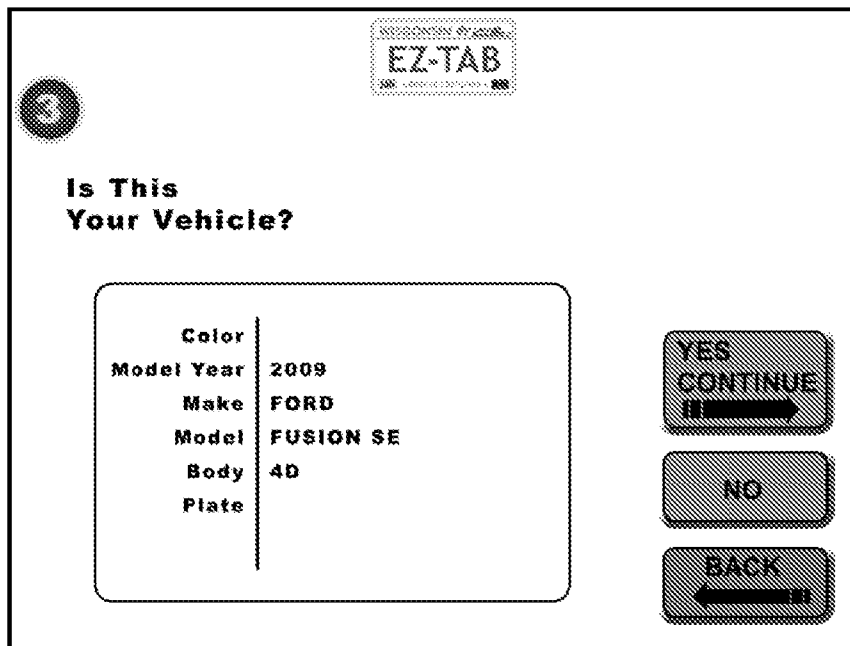 EZ-TAB
3
Is This
Your Vehicle?
Color
Model Year 2009
Make FORD
Model FUSION SE
Body 4D
Plate
YES
CONTINUE
NO
BACK